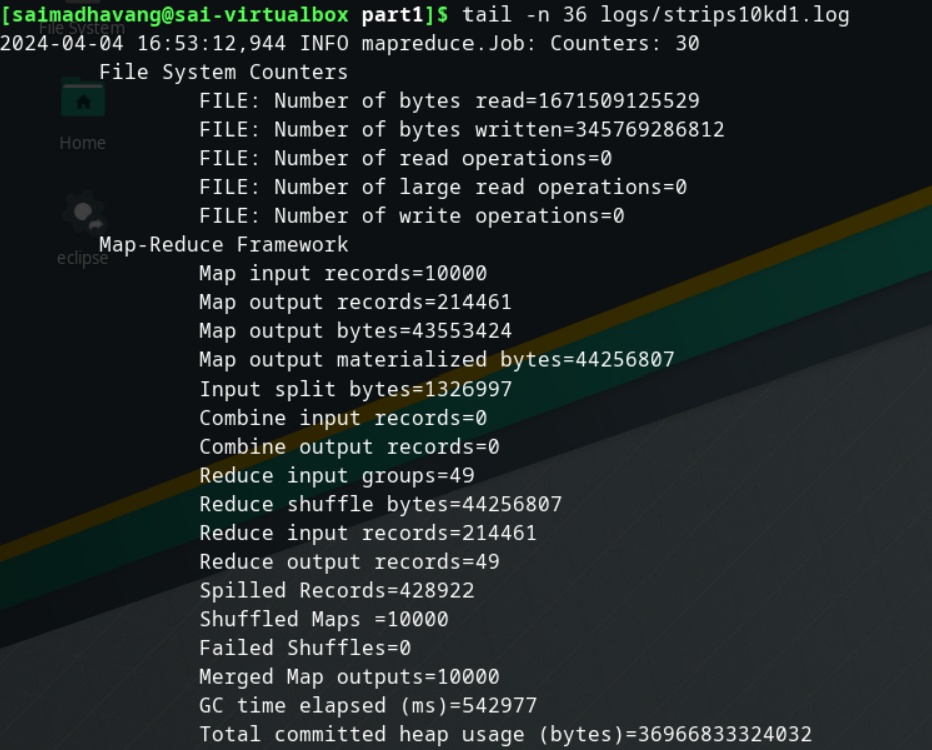 [saimadhavang@sai-virtualbox part1]$ tail -n 36 logs/strips10kd1.log
File System
2024-04-04 16:53:12,944 INFO mapreduce.Job: Counters: 30
File System Counters
FILE: Number of bytes read=1671509125529
FILE: Number of bytes written=345769286812
Home
FILE: Number of read operations=0
FILE: Number of large read operations=0
FILE: Number of write operations=0
Map-Reduce Framework
eclipse
Map input records=10000
Map output records=214461
Map output bytes=43553424
Map output materialized bytes=44256807
Input split bytes=1326997
Combine input records=0
Combine output records=0
Reduce input groups=49
Reduce shuffle bytes=44256807
Reduce input records=214461
Reduce output records=49
Spilled Records=428922
Shuffled Maps =10000
Failed Shuffles=0
Merged Map outputs=10000
GC time elapsed (ms)=542977
Total committed heap usage (bytes)=36966833324032